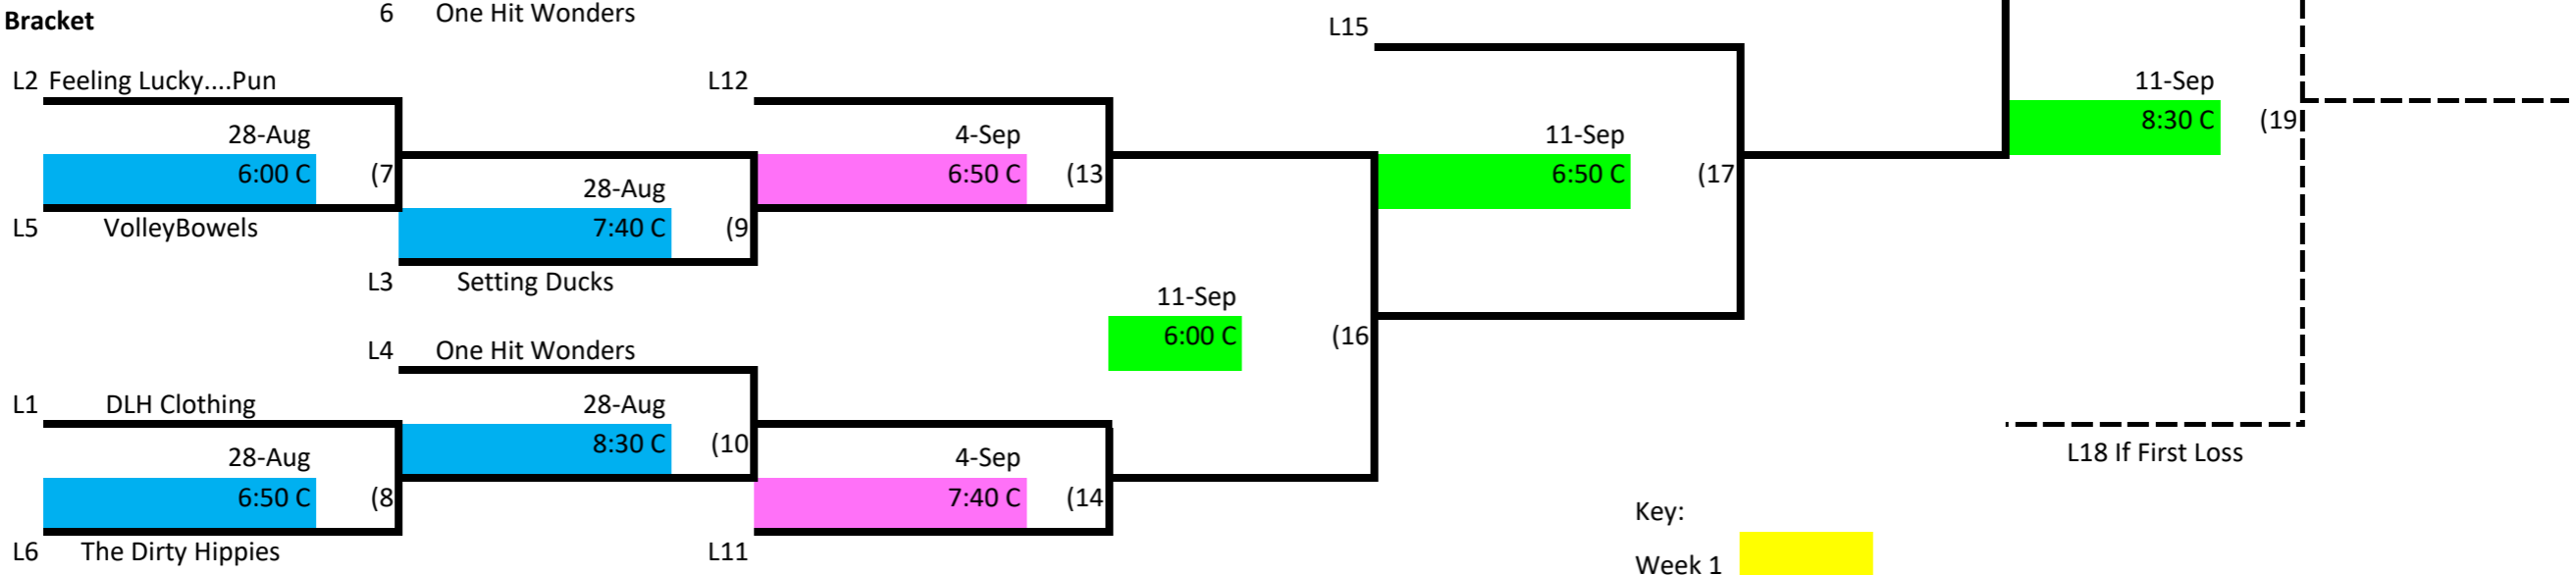 6 One Hit Wonders
Bracket
L15
L2 Feeling Lucky....Pun
L12
11-Sep
28-Aug
4-Sep
11-Sep
8:30 C (19
6:00 C (7
6:50 C (13
6:50 C (17
28-Aug
L5 VolleyBowels
7:40 C (9
L3 Setting Ducks
11-Sep
6:00 C (16
L4 One Hit Wonders
L1 DLH Clothing
28-Aug
8:30 C (10
L18 If First Loss
28-Aug
4-Sep
6:50 C (8
7:40 C (14
Key:
L6 The Dirty Hippies
L11
Week 1